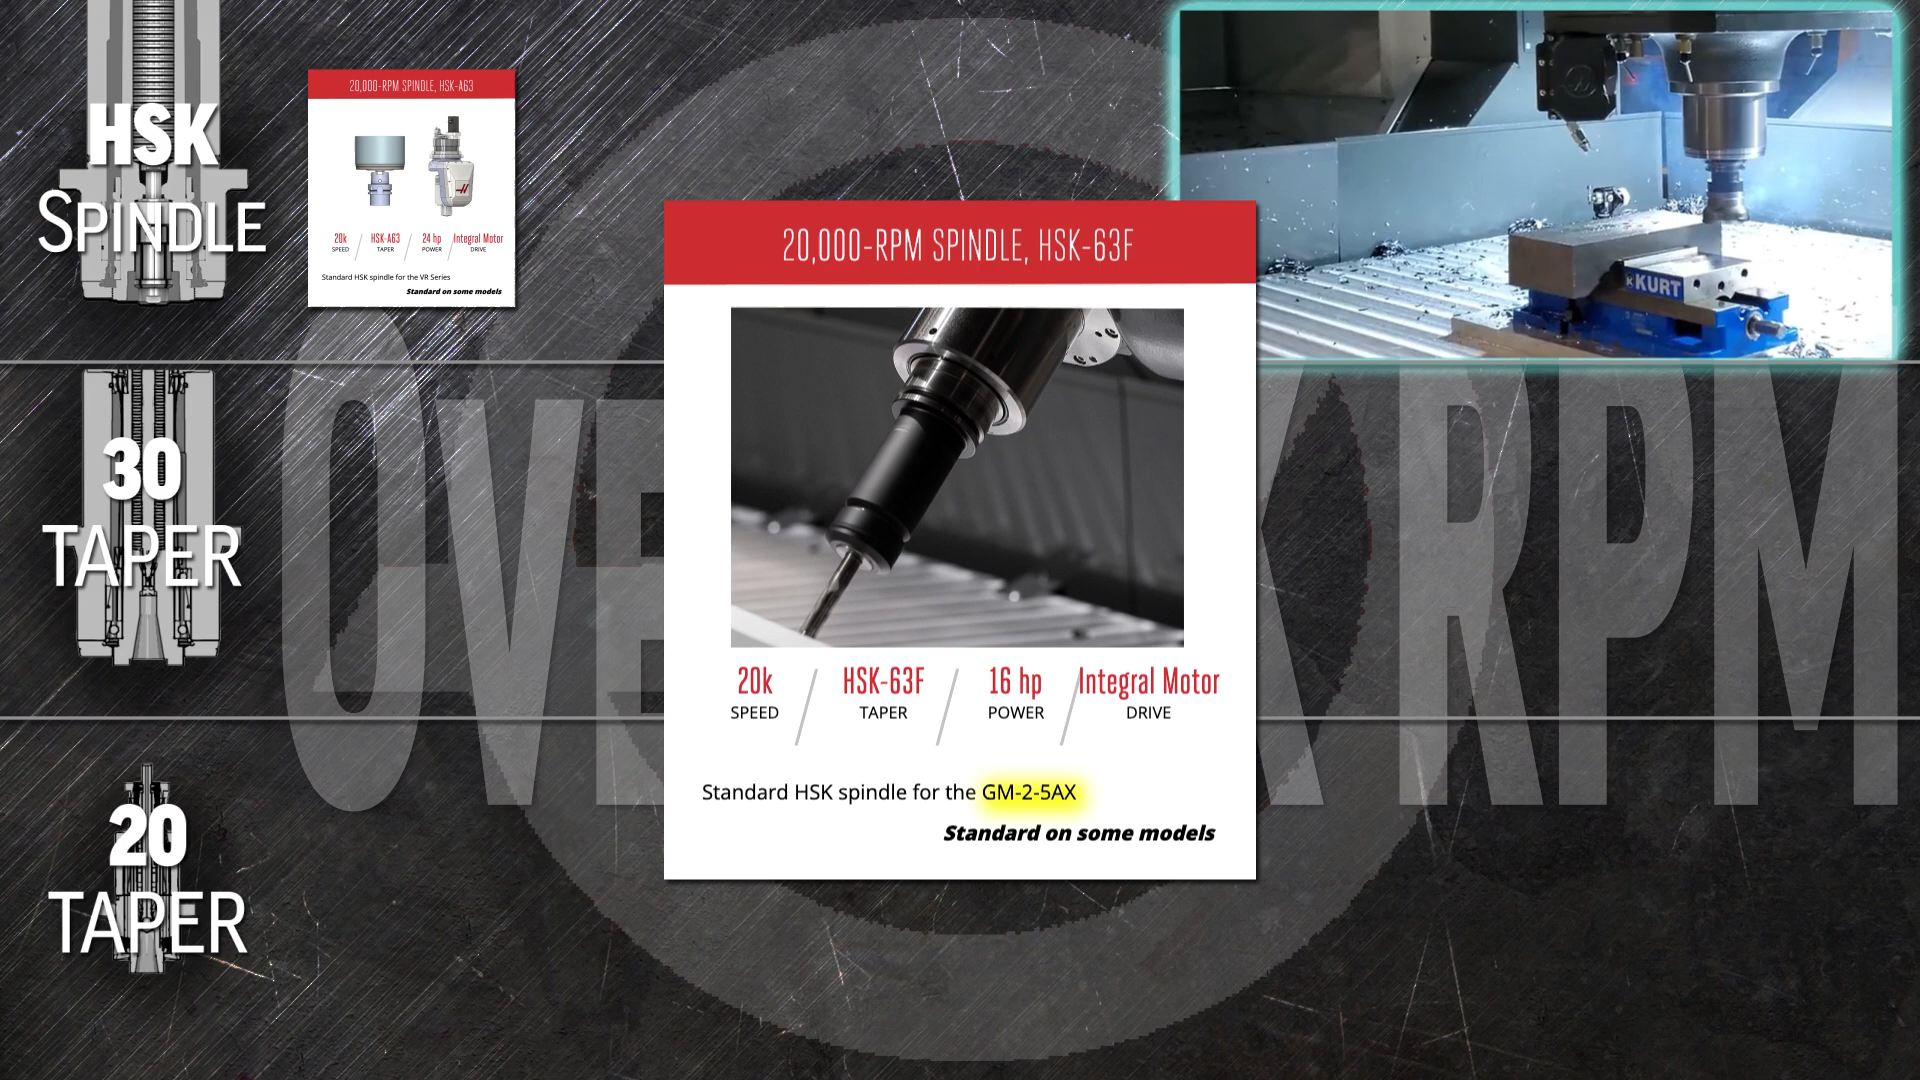 HSK
SPINDLE
20,000-RPM SPINDLE, HSK-A63
20k
SPEED
HSK-A63
TAPER
24 hp
POWER
Integral Motor
DRIVE
Standard HSK spindle for the VR Series
Standard on some models
30
TAPER
20
TAPER
20,000-RPM SPINDLE, HSK-63F
20k
SPEED
HSK-63F
TAPER
16 hp
POWER
Integral Motor
DRIVE
Standard HSK spindle for the GM-2-5AX
Standard on some models
KURT
RPM